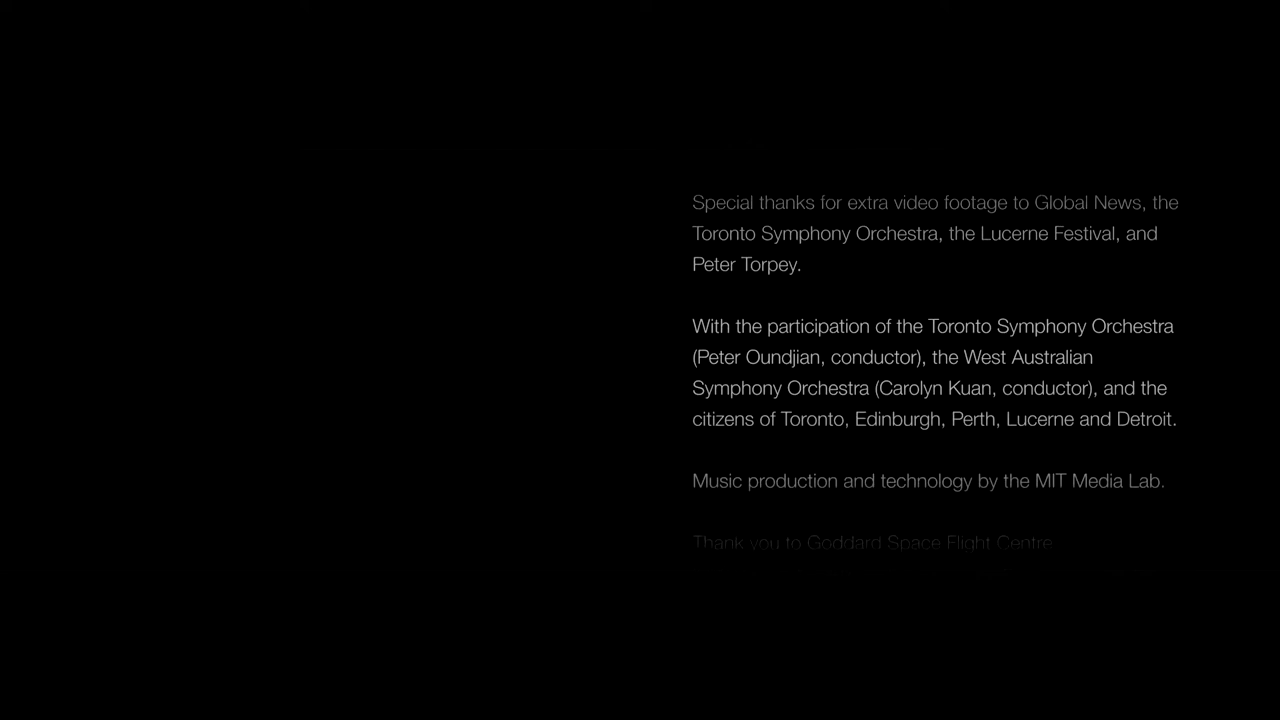 Special thanks for extra video footage to Global News, the
Toronto Symphony Orchestra, the Lucerne Festival, and
Peter Torpey.
With the participation of the Toronto Symphony Orchestra
(Peter Oundjian, conductor), the West Australian
Symphony Orchestra (Carolyn Kuan, conductor), and the
citizens of Toronto, Edinburgh, Perth, Lucerne and Detroit.
Music production and technology by the MIT Media Lab.
Thank you to Goddard Space Flight Centre